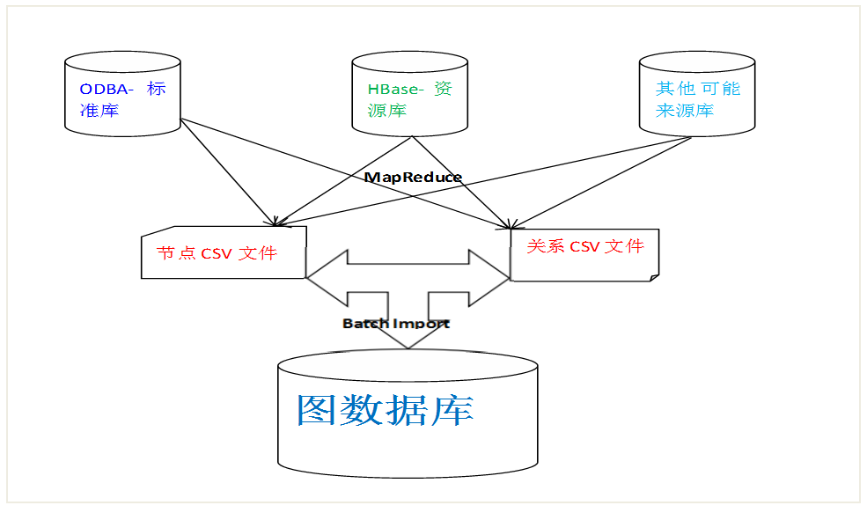 ODBA- 标
准库
HBase- 资
源库
其他可能
来源库
MapReduce
节点 CSV 文件
关系 CSV 文件
Batch Import
图数据库